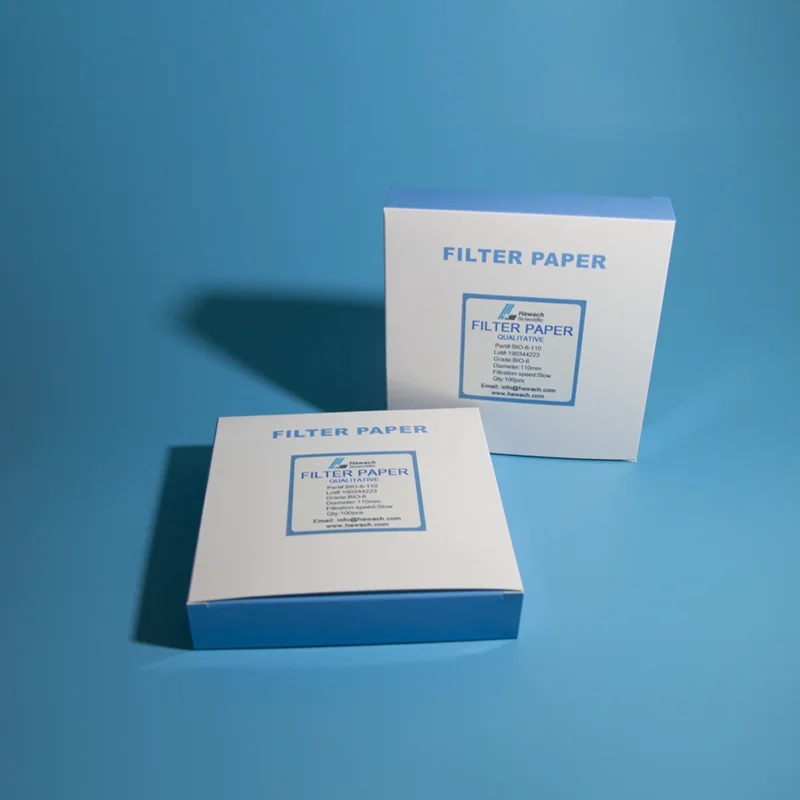 FILTER PAPER
Hawach
Scientific
FILTER PAPER
QUALITATIVE
Part#:BIO-6-110
Lot#:190344223
Grade:BIO-6
Diameter:110mm
Filtration speed:Slow
Qty:100pcs
Email: info@hawach.com
www.hawach.com
FILTER PAPER
Hawach
Scientific
FILTER PAPER
QUALITATIVE
Part#:BIO-6-110
Lot#:190344223
Grade:BIO-6
Diameter:110mm
Filtration speed:Slow
Qty:100pcs
Email: info@hawach.com
www.hawach.com